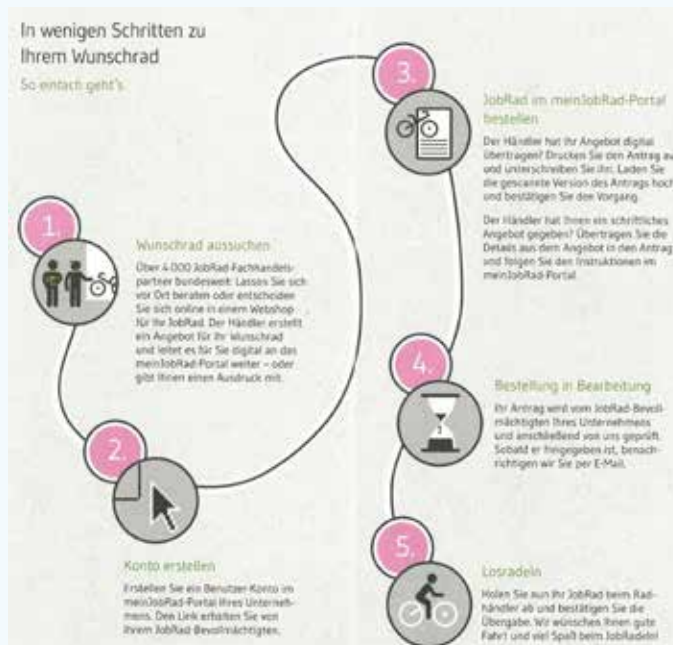 In wenigen Schritten zu
Ihrem Wunschrad
So einfach geht's
1.
Wunschrad aussuchen
Über 4.000 JobRad-Fachhandels-
partner bundesweit: Lassen Sie sich
vor Ort beraten oder entscheiden
Sie sich online in einem Webshop
für Ihr JobRad. Der Händler erstellt
ein Angebot für Ihr Wunschrad
und leitet es für Sie digital an das
meinJobRad-Portal weiter – oder
gibt Ihnen einen Ausdruck mit.
2.
Konto erstellen
Erstellen Sie ein Benutzer-Konto im
meinJobRad-Portal Ihres Unterneh-
mens. Den Link erhalten Sie von
Ihrem JobRad-Bevollmächtigten.
3.
JobRad im meinJobRad-Portal
bestellen
Der Händler hat Ihr Angebot digital
übertragen? Drucken Sie den Antrag au
und unterschreiben Sie ihn. Laden Sie
die gescannte Version des Antrags hoch
und bestätigen Sie den Vorgang.
Der Händler hat Ihnen ein schriftliches
Angebot gegeben? Übertragen Sie die
Details aus dem Angebot in den Antrag
und folgen Sie den Instruktionen im
meinJobRad-Portal.
4.
Bestellung in Bearbeitung
Ihr Antrag wird vom JobRad-Bevoll-
mächtigten Ihres Unternehmens
und anschließend von uns geprüft.
Sobald er freigegeben ist, benach-
richtigen wir Sie per E-Mail.
5.
Losradeln
Holen Sie nun Ihr JobRad beim Rad-
händler ab und bestätigen Sie die
Übergabe. Wir wünschen Ihnen gute
Fahrt und viel Spaß beim JobRadeln!